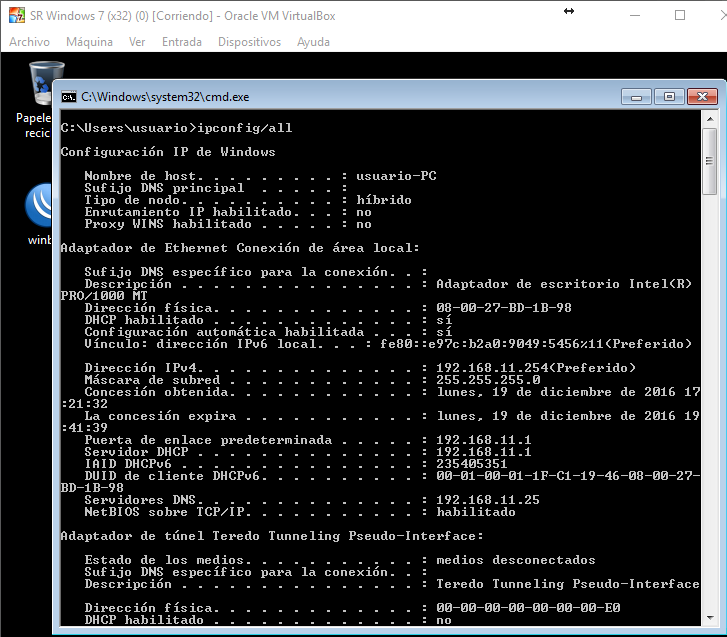 SR Windows 7 (x32) (0) [Corriendo] - Oracle VM VirtualBox
Archivo Máquina Ver Entrada Dispositivos Ayuda
Papele
recic
winb
C:\Windows\system32\cmd.exe
C:\Users\usuario>ipconfig/all
Configuración IP de Windows
Nombre de host. . . . . . . . . : usuario-PC
Sufijo DNS principal . . . . . :
Tipo de nodo. . . . . . . . . . : híbrido
Enrutamiento IP habilitado. . . : no
Proxy WINS habilitado . . . . . : no
Adaptador de Ethernet Conexión de área local:
Sufijo DNS específico para la conexión. . :
Descripción . . . . . . . . . . . . . . . : Adaptador de escritorio Intel(R)
PRO/1000 MT
Dirección física. . . . . . . . . . . . . : 08-00-27-BD-1B-98
DHCP habilitado . . . . . . . . . . . . . : sí
Configuración automática habilitada . . . : sí
Vínculo: dirección IPv6 local. . . : fe80::e97c:b2a0:9049:5456%11(Preferido)
Dirección IPv4. . . . . . . . . . . . . . : 192.168.11.254(Preferido)
Máscara de subred . . . . . . . . . . . . : 255.255.255.0
Concesión obtenida. . . . . . . . . . . . : lunes, 19 de diciembre de 2016 17
:21:32
La concesión expira . . . . . . . . . . . : lunes, 19 de diciembre de 2016 19
:41:39
Puerta de enlace predeterminada . . . . . : 192.168.11.1
Servidor DHCP . . . . . . . . . . . . . . : 192.168.11.1
IAID DHCPv6 . . . . . . . . . . . . . . . : 235405351
DUID de cliente DHCPv6. . . . . . . . . . : 00-01-00-01-1F-C1-19-46-08-00-27-
BD-1B-98
Servidores DNS. . . . . . . . . . . . . . : 192.168.11.25
NetBIOS sobre TCP/IP. . . . . . . . . . . : habilitado
Adaptador de túnel Teredo Tunneling Pseudo-Interface:
Estado de los medios. . . . . . . . . . . : medios desconectados
Sufijo DNS específico para la conexión. . :
Descripción . . . . . . . . . . . . . . . : Teredo Tunneling Pseudo-Interface
Dirección física. . . . . . . . . . . . . : 00-00-00-00-00-00-00-E0
DHCP habilitado . . . . . . . . . . . . . : no